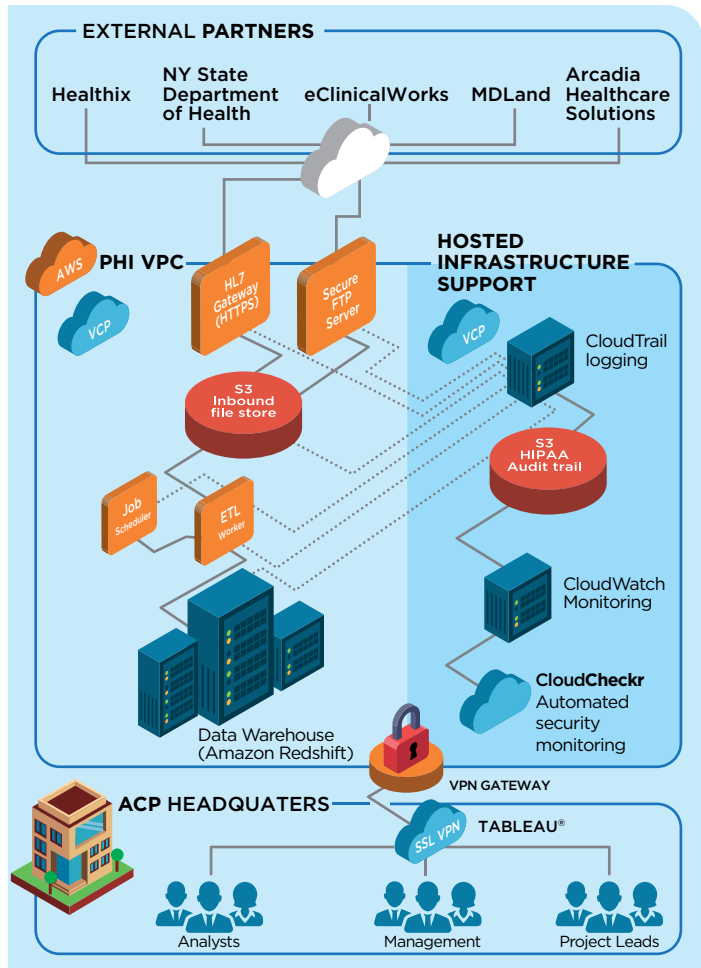 EXTERNAL PARTNERS
Healthix
NY State
Department
of Health
eClinicalWorks
MDLand
Arcadia
Healthcare
Solutions
AWS
PHI VPC
VCP
HL7
Gateway
(HTTPS)
Secure
FTP
Server
HOSTED
INFRASTRUCTURE
SUPPORT
VCP
CloudTrail
logging
S3
Inbound
file store
S3
HIPAA
Audit trail
Job
Scheduler
ETL
Worker
CloudWatch
Monitoring
CloudCheckr
Automated
security
monitoring
Data Warehouse
(Amazon Redshift)
VPN GATEWAY
ACP HEADQUATERS
SSL VPN
TABLEAU®
Analysts
Management
Project Leads